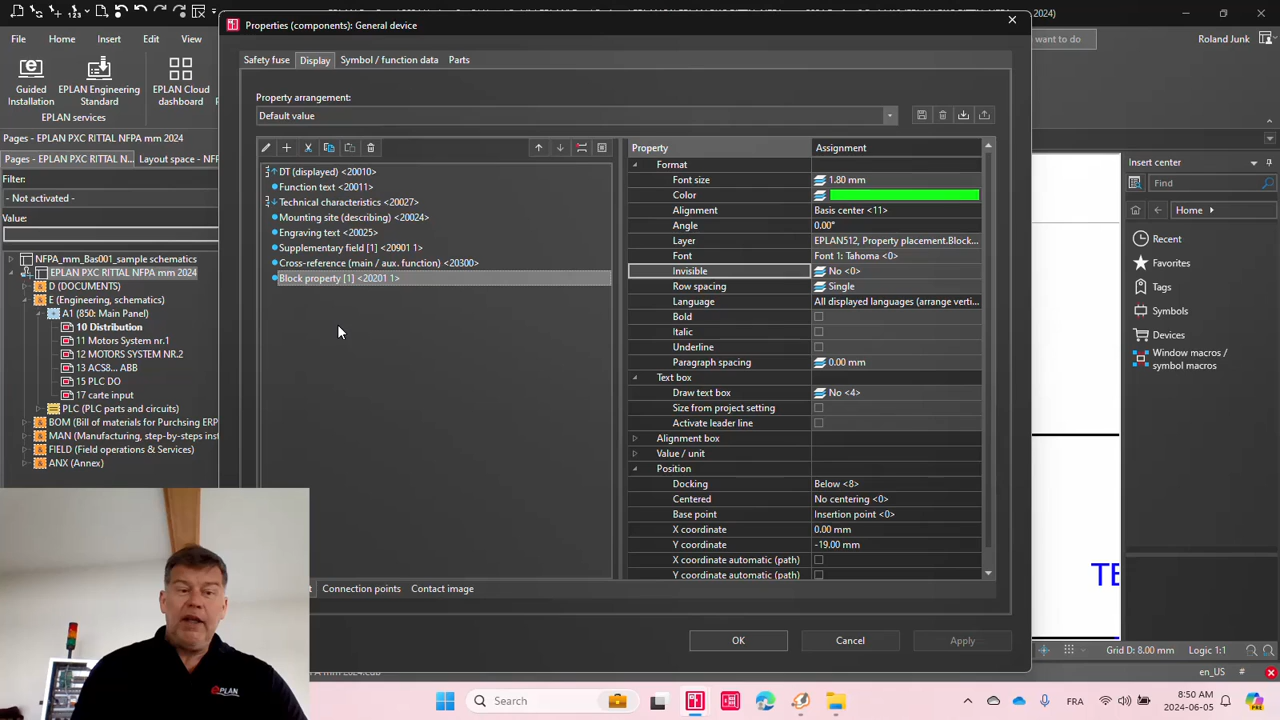 Properties (components): General device
2024)
File Home Insert Edit View
want to do
Roland Junk
Guided Installation
EPLAN Engineering Standard
EPLAN Cloud dashboard
EPLAN services
Pages - EPLAN PXC RITTAL NFPA mm 2024
Pages - EPLAN PXC RITTAL N...
Layout space - NFP
Filter:
- Not activated -
Value:
NFPA_mm_Bas001_sample schematics
EPLAN PXC RITTAL NFPA mm 2024
D (DOCUMENTS)
E (Engineering, schematics)
A1 (850: Main Panel)
10 Distribution
11 Motors System nr.1
12 MOTORS SYSTEM NR.2
13 ACS8... ABB
15 PLC DO
17 carte input
PLC (PLC parts and circuits)
BOM (Bill of materials for Purchsing ERP
MAN (Manufacturing, step-by-steps inst
FIELD (Field operations & Services)
ANX (Annex)
Safety fuse Display Symbol / function data Parts
Property arrangement:
Default value
DT (displayed) <20010>
Function text <20011>
Technical characteristics <20027>
Mounting site (describing) <20024>
Engraving text <20025>
Supplementary field [1] <20901 1>
Cross-reference (main / aux. function) <20300>
Block property [1] <20201 1>
Property Assignment
Format
Font size 1.80 mm
Color
Alignment Basis center <11>
Angle 0.00°
Layer EPLAN512, Property placement.Block...
Font Font 1: Tahoma <0>
Invisible No <0>
Row spacing Single
Language All displayed languages (arrange verti...
Bold
Italic
Underline
Paragraph spacing 0.00 mm
Text box
Draw text box No <4>
Size from project setting
Activate leader line
Alignment box
Value / unit
Position
Docking Below <8>
Centered No centering <0>
Base point Insertion point <0>
X coordinate 0.00 mm
Y coordinate -19.00 mm
X coordinate automatic (path)
Y coordinate automatic (path)
Connection points Contact image
OK Cancel Apply
Insert center
Find
Home
Recent
Favorites
Tags
Symbols
Devices
Window macros / symbol macros
TE
Grid D: 8.00 mm Logic 1:1
en_US
EPLAN
Search
FRA
8:50 AM
2024-06-05